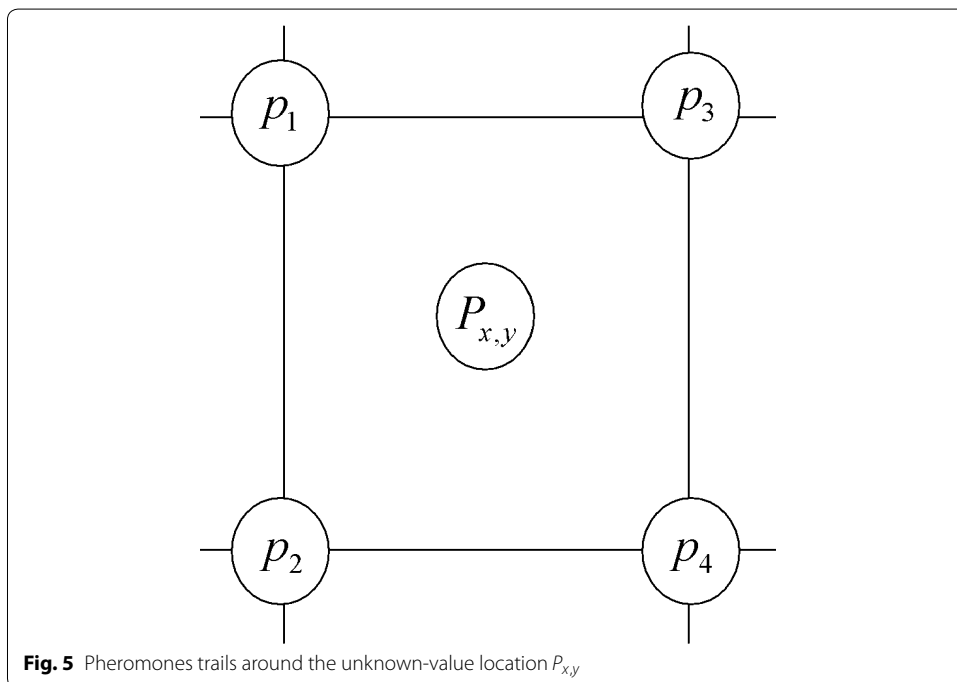 p₁
p₃
Pₓ,ᵧ
p₂
p₄
Fig. 5 Pheromones trails around the unknown-value location Pₓ,ᵧ